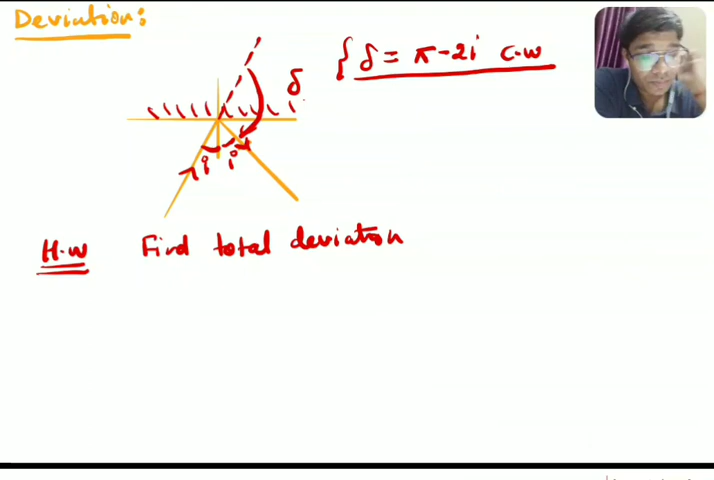 Deviation:
{ δ = π - 2i c.w
δ
i i
H.W Find total deviation